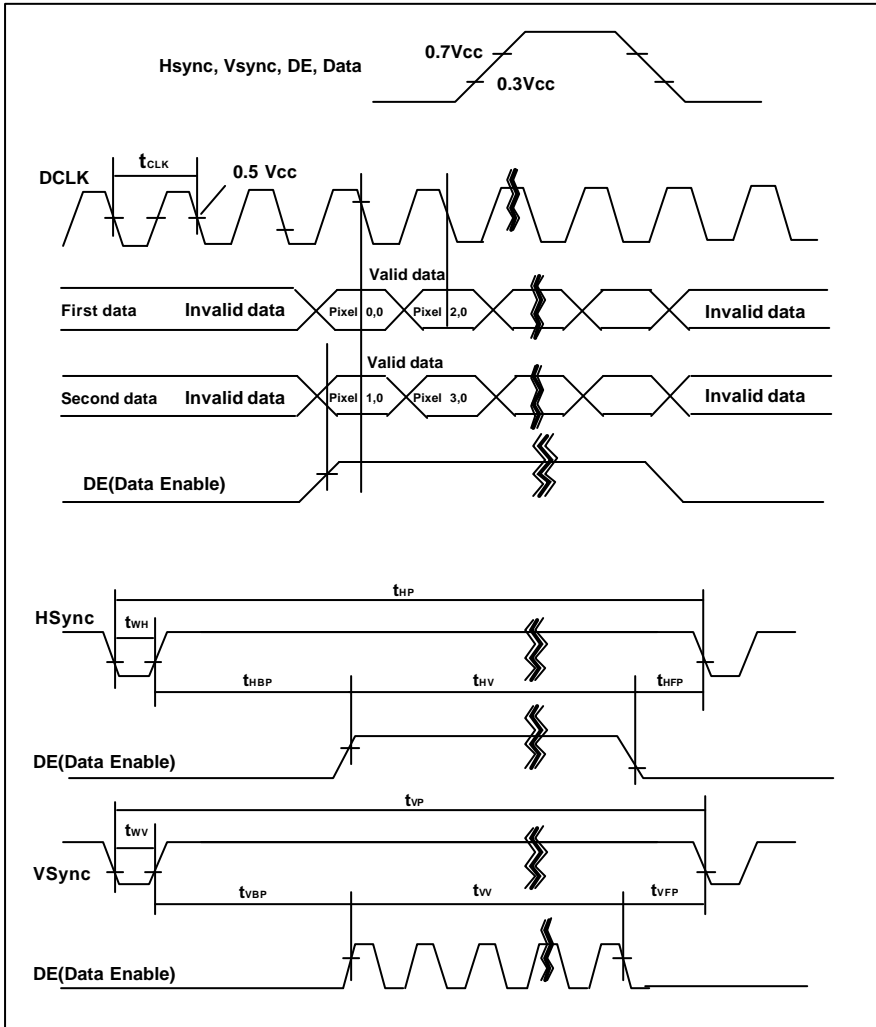 0.7Vcc
Hsync, Vsync, DE, Data
0.3Vcc
tCLK
0.5 Vcc
DCLK
Valid data
First data Invalid data Pixel 0,0 Pixel 2,0 Invalid data
Valid data
Second data Invalid data Pixel 1,0 Pixel 3,0 Invalid data
DE(Data Enable)
tHP
HSync
tWH
tHBP tHV tHFP
DE(Data Enable)
tVP
tWV
VSync
tVBP tVV tVFP
DE(Data Enable)